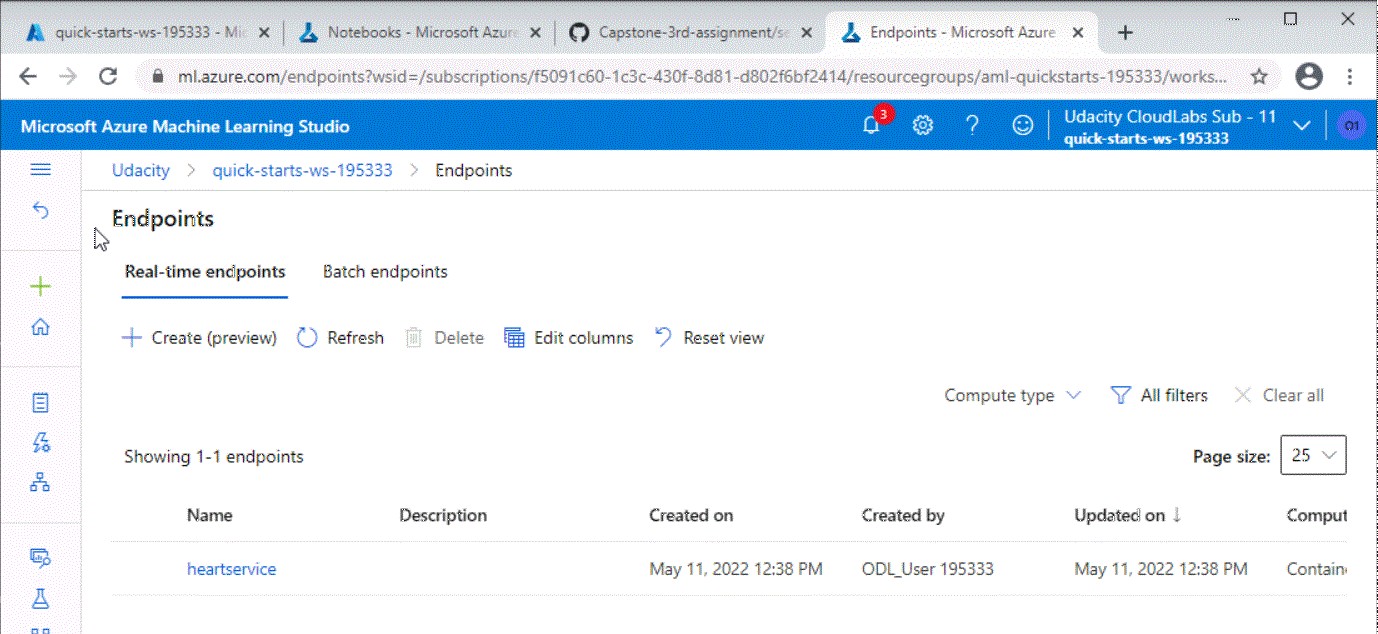 quick-starts-ws-195333 - Mic
Notebooks - Microsoft Azure
Capstone-3rd-assignment/se
Endpoints - Microsoft Azure
ml.azure.com/endpoints?wsid=/subscriptions/f5091c60-1c3c-430f-8d81-d802f6bf2414/resourcegroups/aml-quickstarts-195333/works...
Microsoft Azure Machine Learning Studio
3
Udacity CloudLabs Sub - 11
quick-starts-ws-195333
O1
Udacity > quick-starts-ws-195333 > Endpoints
Endpoints
Real-time endpoints Batch endpoints
Create (preview) Refresh Delete Edit columns Reset view
Compute type All filters Clear all
Showing 1-1 endpoints Page size: 25
Name Description Created on Created by Updated on ↓ Comput
heartservice May 11, 2022 12:38 PM ODL_User 195333 May 11, 2022 12:38 PM Contain